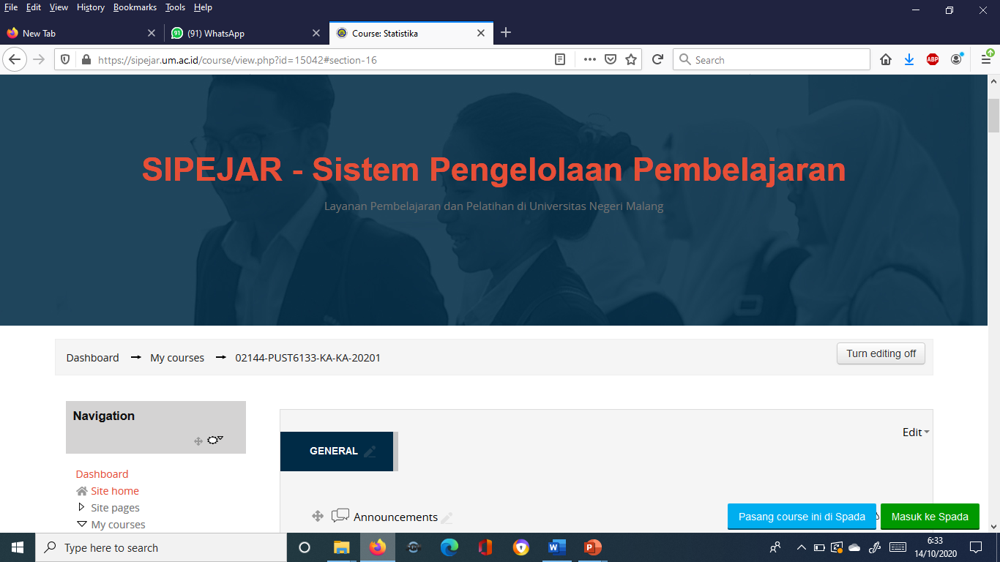 File Edit View History Bookmarks Tools Help
New Tab
91 (91) WhatsApp
Course: Statistika
https://sipejar.um.ac.id/course/view.php?id=15042#section-16
Search
ABP
SIPEJAR - Sistem Pengelolaan Pembelajaran
Layanan Pembelajaran dan Pelatihan di Universitas Negeri Malang
Dashboard My courses 02144-PUST6133-KA-KA-20201
Turn editing off
Navigation
Edit
GENERAL
Dashboard
Site home
Site pages
My courses
Announcements
Pasang course ini di Spada
Masuk ke Spada
Type here to search
6:33
14/10/2020